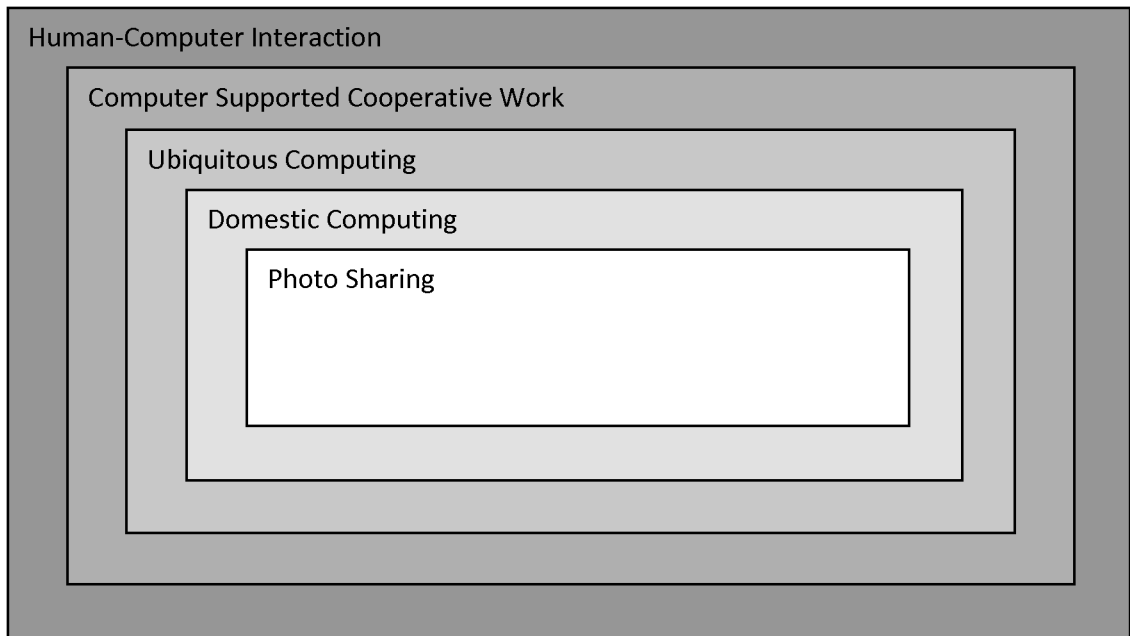 Human-Computer Interaction
Computer Supported Cooperative Work
Ubiquitous Computing
Domestic Computing
Photo Sharing